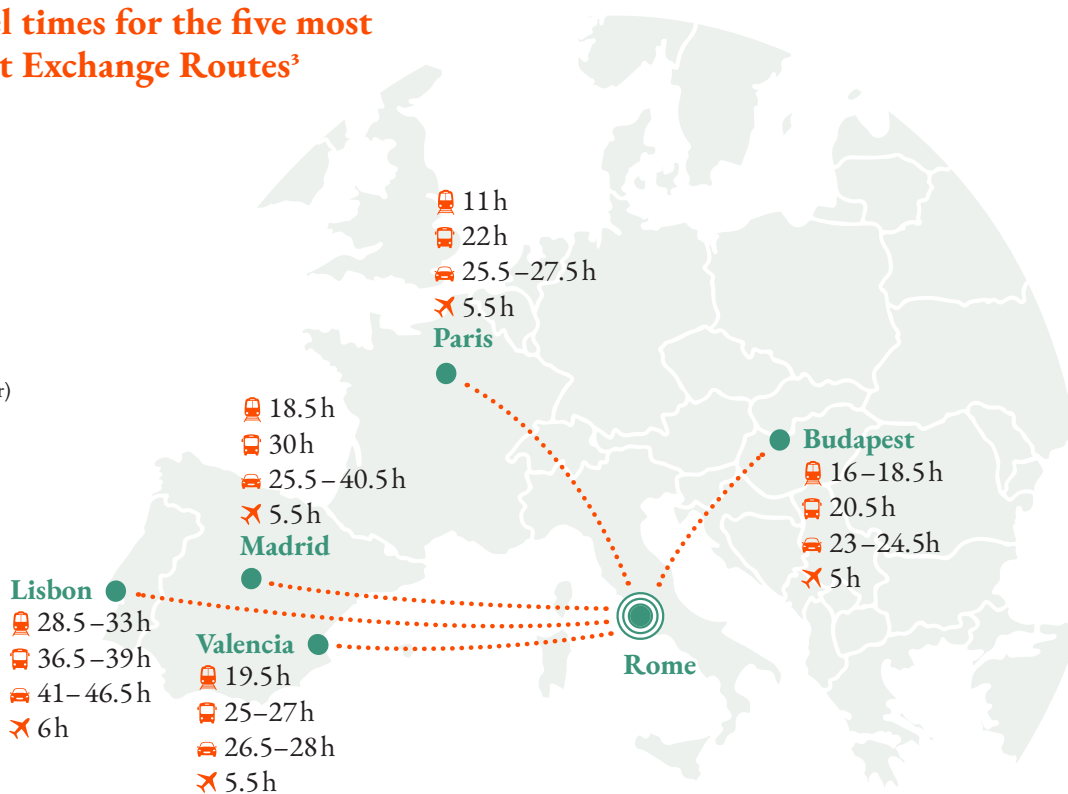 times for the five most
Exchange Routes³
11 h
22 h
25.5–27.5 h
5.5 h
Paris
18.5 h
30 h
25.5–40.5 h
5.5 h
Madrid
Budapest
16–18.5 h
20.5 h
23–24.5 h
5 h
Lisbon
28.5–33 h
36.5–39 h
41–46.5 h
6 h
Valencia
19.5 h
25–27 h
26.5–28 h
5.5 h
Rome